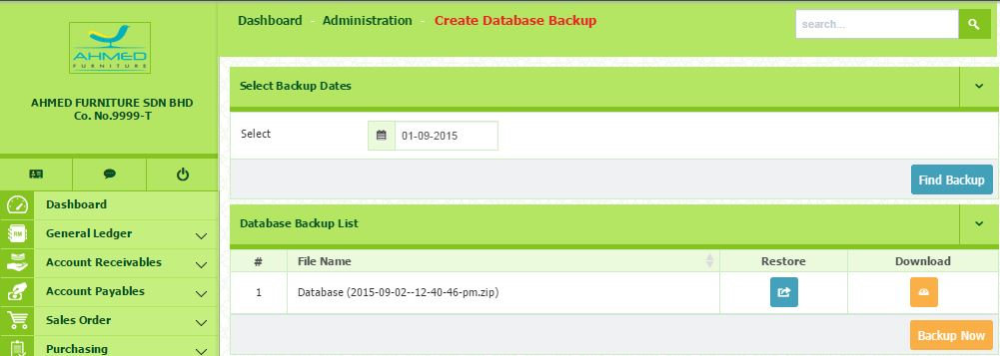 Dashboard - Administration - Create Database Backup
search...
AHMED
FURNITURE
AHMED FURNITURE SDN BHD
Co. No.9999-T
Select Backup Dates
Select
01-09-2015
Find Backup
Dashboard
RM General Ledger
Account Receivables
Account Payables
Sales Order
Purchasing
Database Backup List
# File Name Restore Download
1 Database (2015-09-02--12-40-46-pm.zip)
Backup Now